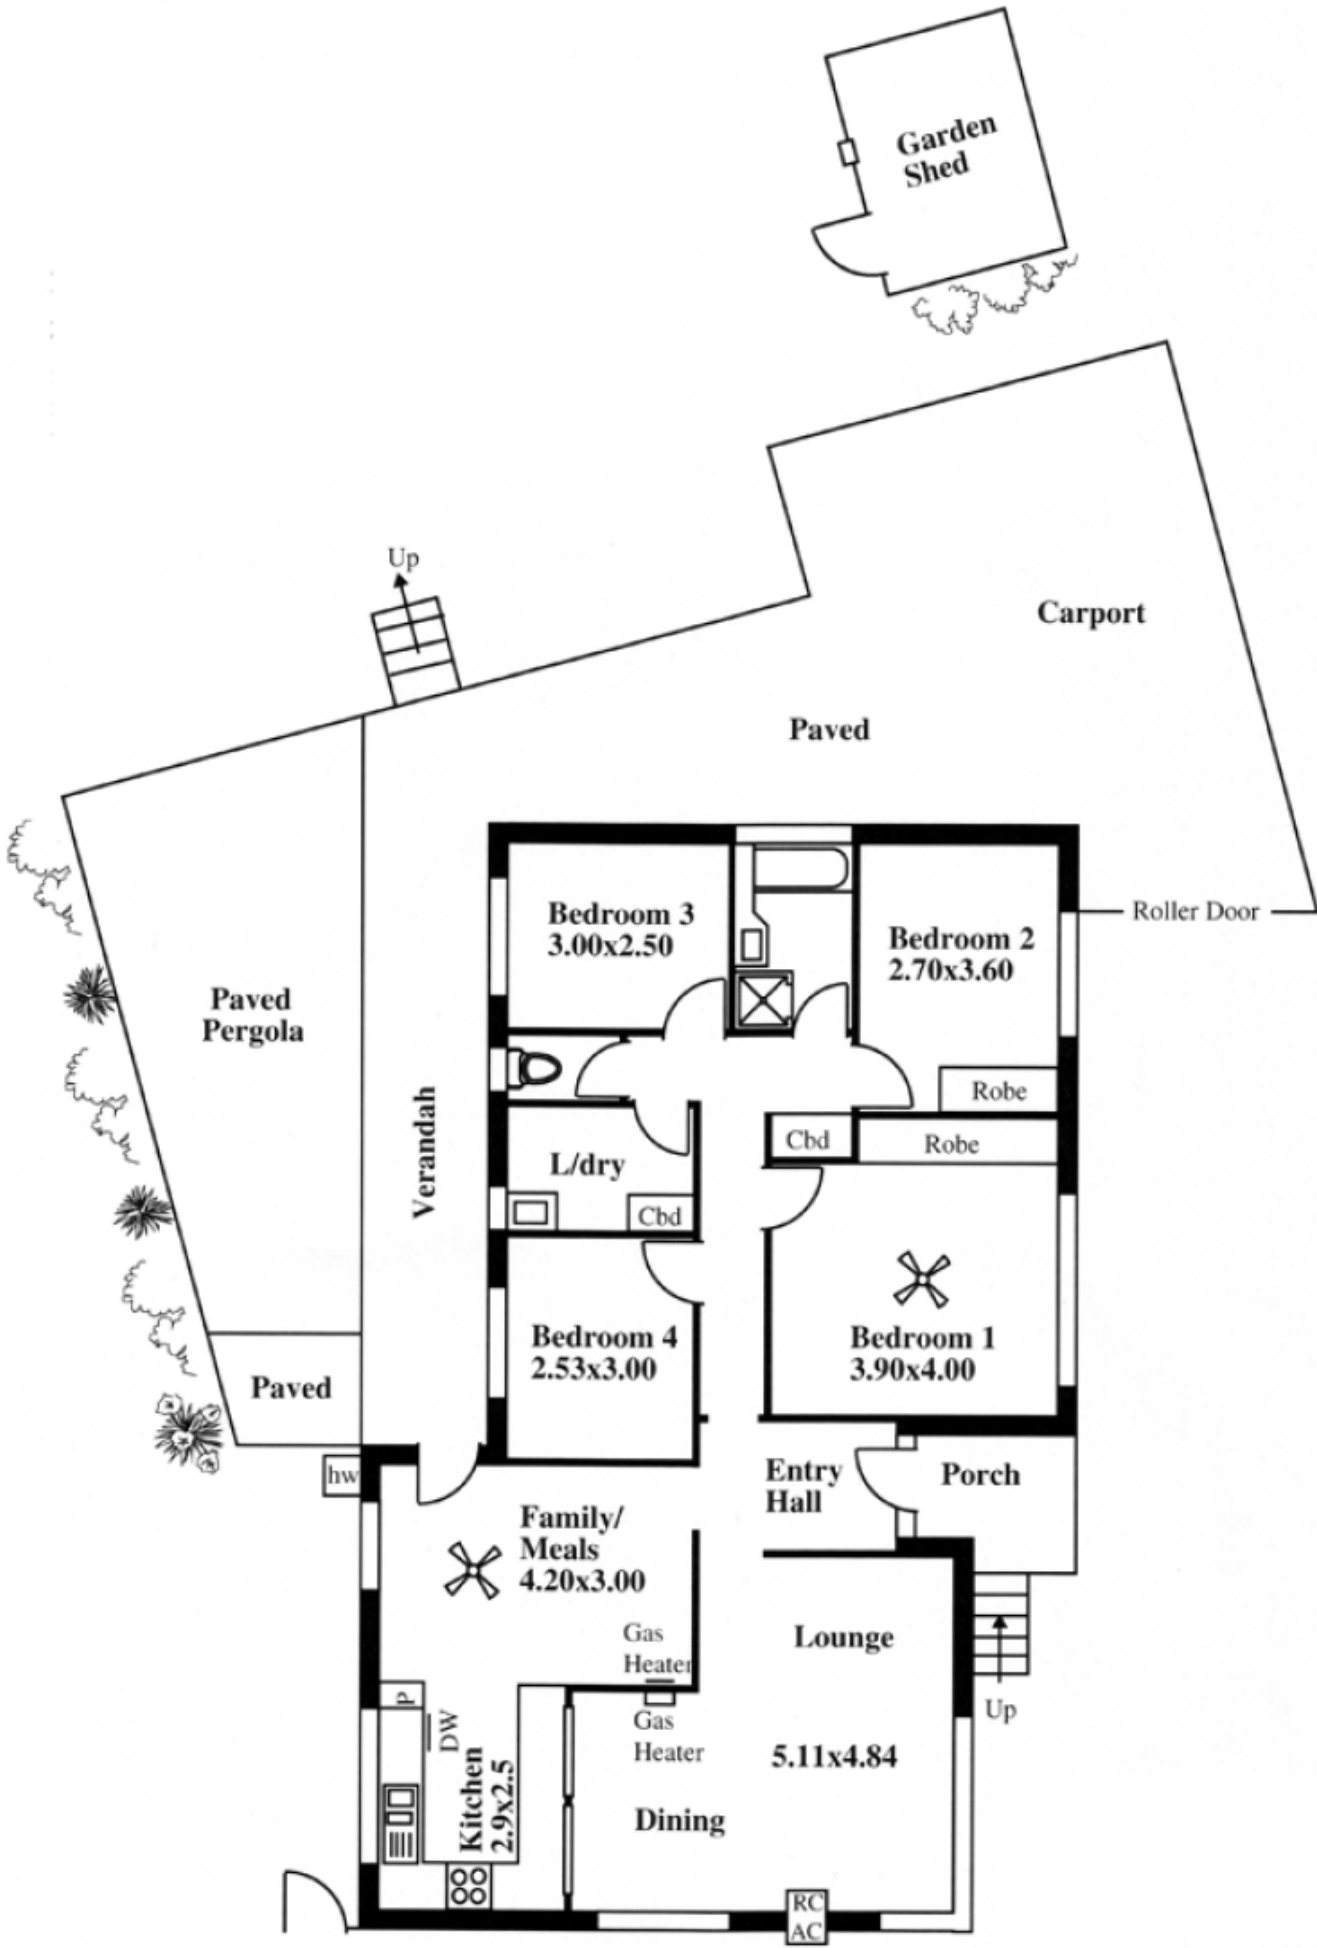 Garden
Shed
Up
Carport
Paved
Bedroom 3
3.00x2.50
Bedroom 2
2.70x3.60
Roller Door
Paved
Pergola
Robe
Verandah
L/dry
Cbd
Cbd
Robe
Bedroom 4
2.53x3.00
Bedroom 1
3.90x4.00
Paved
hw
Entry
Hall
Porch
Family/
Meals
4.20x3.00
Gas
Heater
Lounge
P
DW
Gas
Heater
Up
Kitchen
2.9x2.5
5.11x4.84
Dining
RC
AC